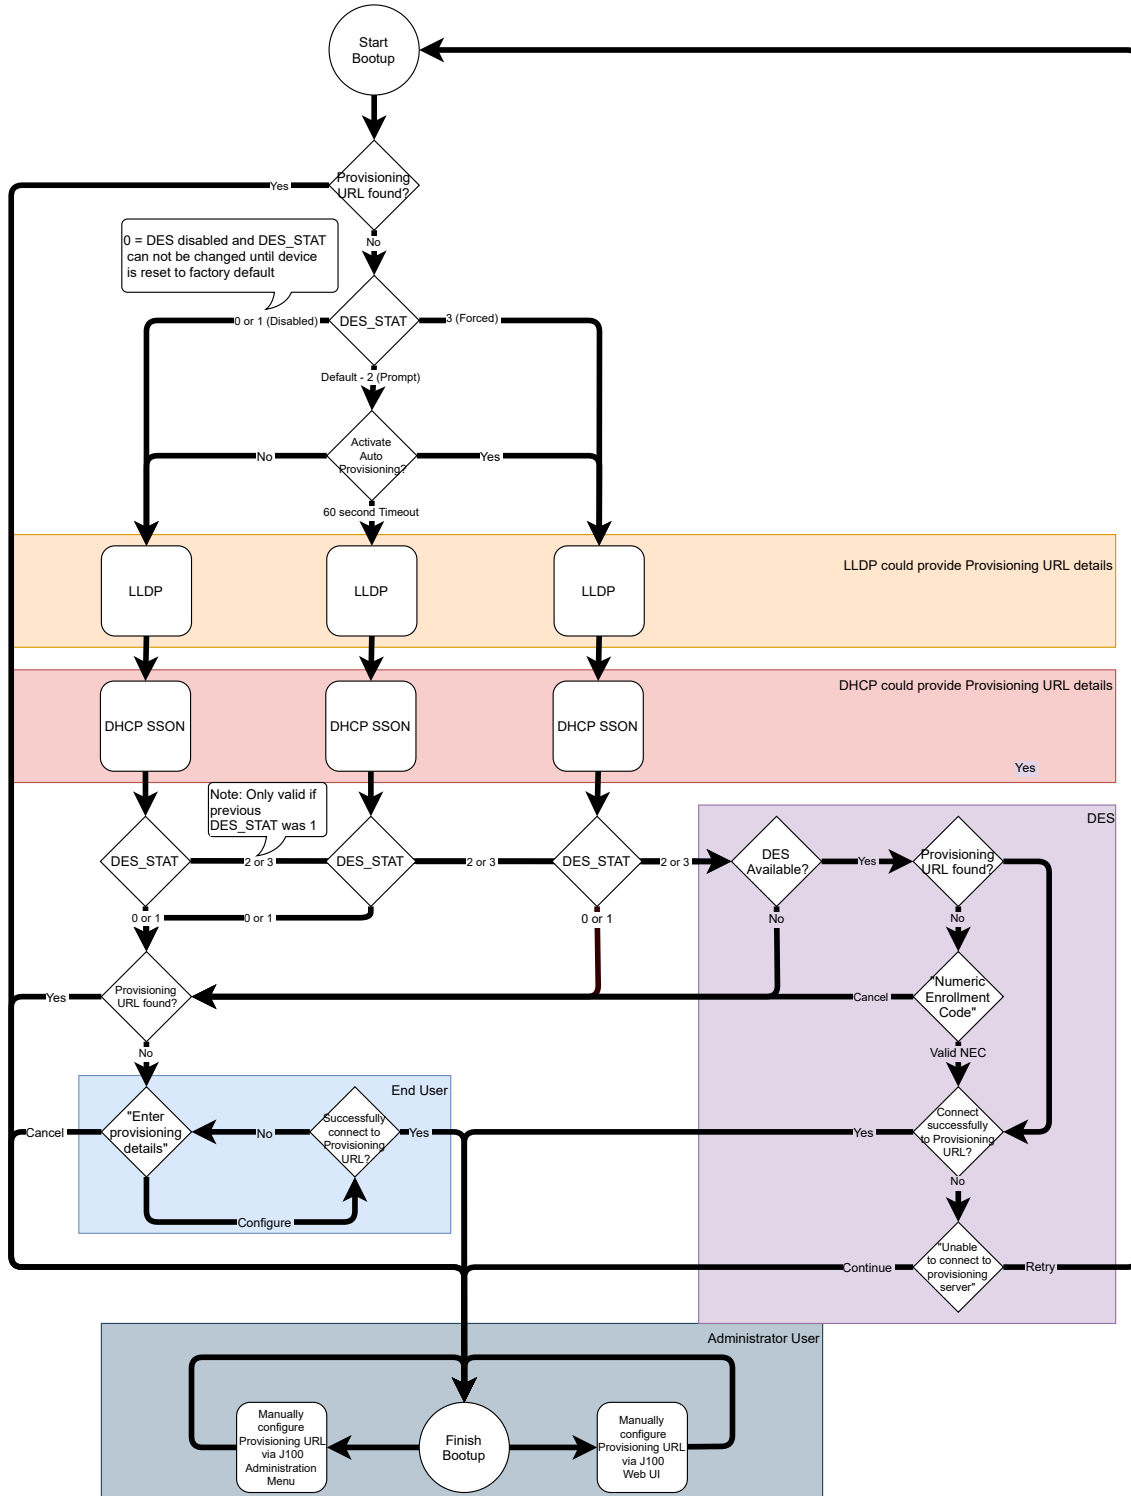 Start
Bootup
Provisioning
URL found?
Yes
No
0 = DES disabled and DES_STAT
can not be changed until device
is reset to factory default
0 or 1 (Disabled)
DES_STAT
3 (Forced)
Default - 2 (Prompt)
Activate
Auto
Provisioning?
No
Yes
60 second Timeout
LLDP could provide Provisioning URL details
LLDP
LLDP
LLDP
DHCP could provide Provisioning URL details
DHCP SSON
DHCP SSON
DHCP SSON
Yes
Note: Only valid if
previous
DES_STAT was 1
DES
DES_STAT
2 or 3
DES_STAT
2 or 3
DES_STAT
2 or 3
DES
Available?
Yes
Provisioning
URL found?
0 or 1
0 or 1
0 or 1
No
No
Yes
Provisioning
URL found?
Cancel
"Numeric
Enrollment
Code"
No
Valid NEC
End User
Cancel
"Enter
provisioning
details"
No
Successfully
connect to
Provisioning
URL?
Yes
Yes
Connect
successfully
to Provisioning
URL?
No
Configure
Continue
"Unable
to connect to
provisioning
server"
Retry
Administrator User
Manually
configure
Provisioning URL
via J100
Administration
Menu
Finish
Bootup
Manually
configure
Provisioning URL
via J100
Web UI